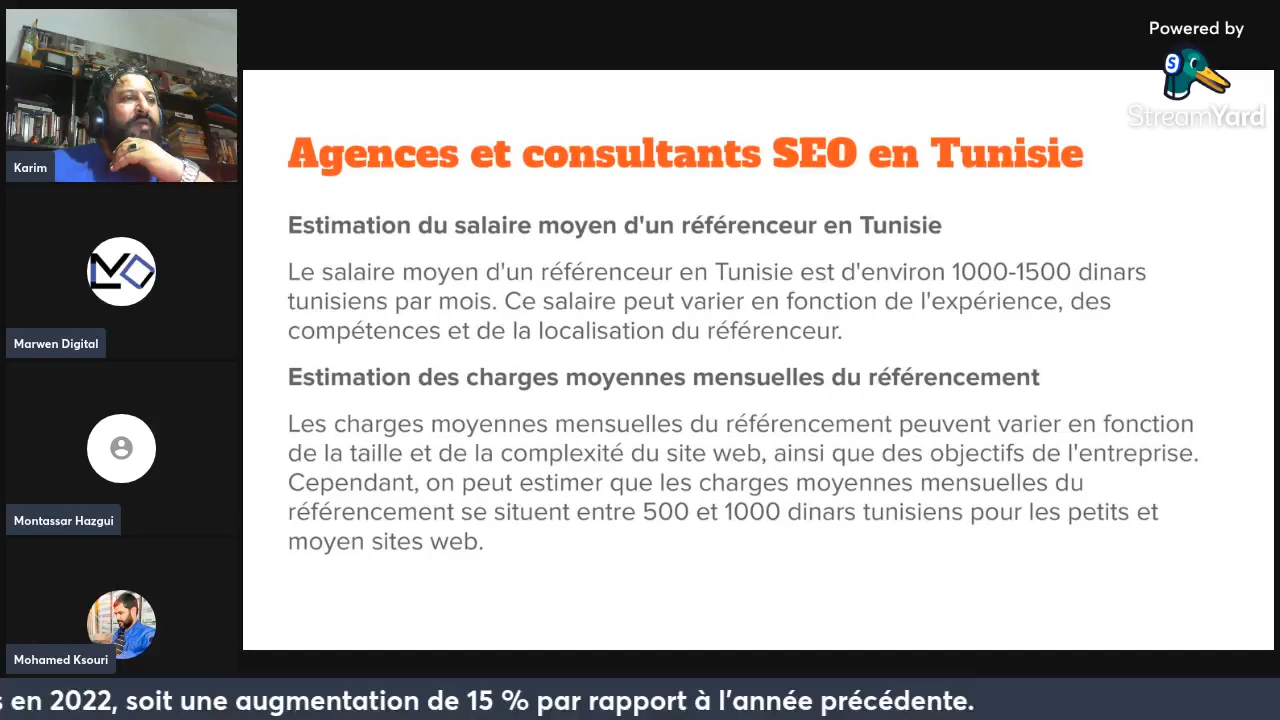 Powered by
StreamYard
Karim
Marwen Digital
Montassar Hazgui
Mohamed Ksouri
Agences et consultants SEO en Tunisie
Estimation du salaire moyen d'un référenceur en Tunisie
Le salaire moyen d'un référenceur en Tunisie est d'environ 1000-1500 dinars
tunisiens par mois. Ce salaire peut varier en fonction de l'expérience, des
compétences et de la localisation du référenceur.
Estimation des charges moyennes mensuelles du référencement
Les charges moyennes mensuelles du référencement peuvent varier en fonction
de la taille et de la complexité du site web, ainsi que des objectifs de l'entreprise.
Cependant, on peut estimer que les charges moyennes mensuelles du
référencement se situent entre 500 et 1000 dinars tunisiens pour les petits et
moyen sites web.
en 2022, soit une augmentation de 15 % par rapport à l'année précédente.